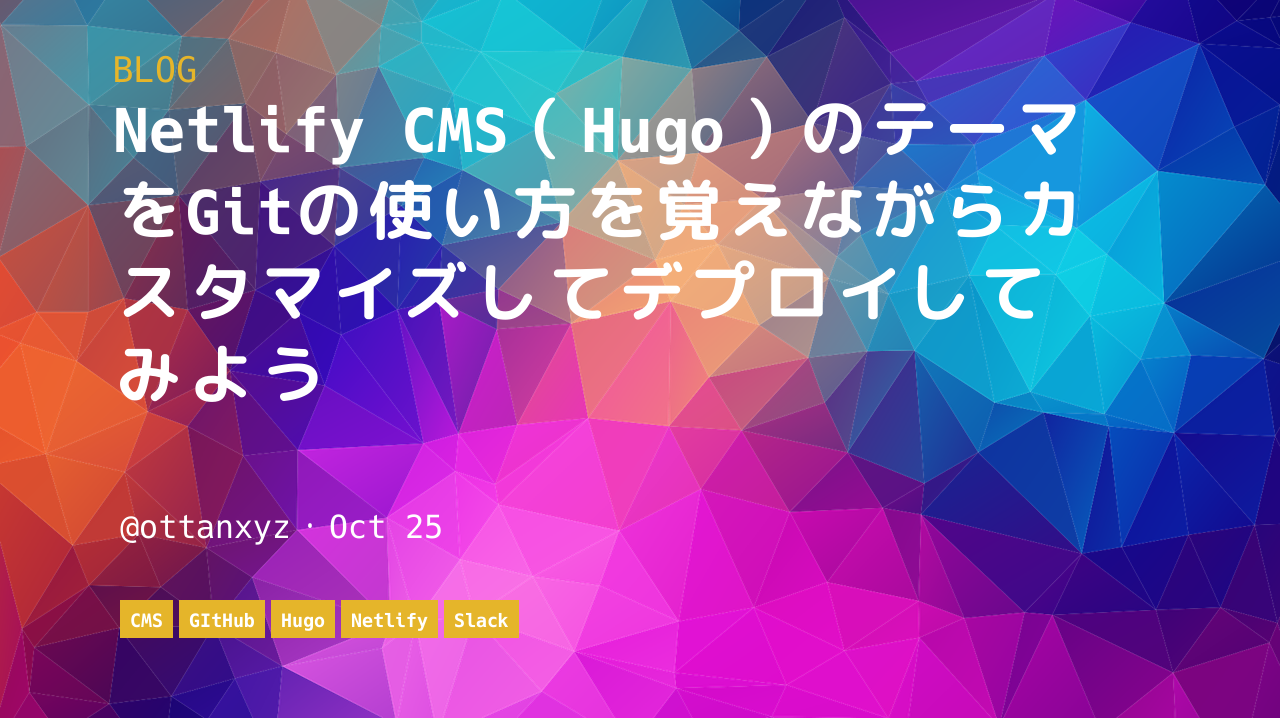 BLOG
Netlify CMS（Hugo）のテーマ
をGitの使い方を覚えながらカ
スタマイズしてデプロイして
みよう
@ottanxyz · Oct 25
CMS GItHub Hugo Netlify Slack